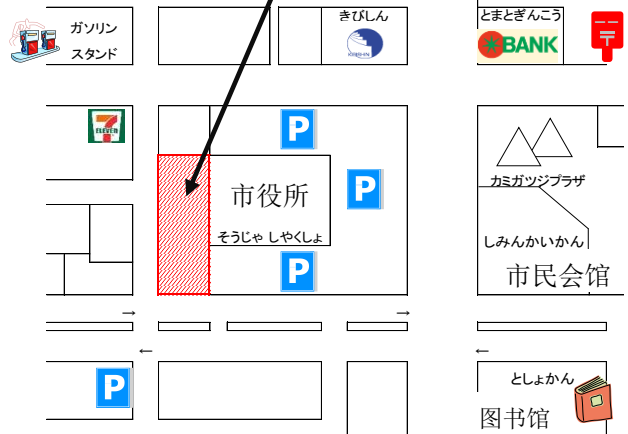 ガソリン
スタンド
きびしん
とまとぎんこう
BANK
〒
7
ELEVEN
P
カミガツジプラザ
市役所
P
そうじゃ しやくしょ
しみんかいかん
P
市民会館
→
→
←
←
P
としょかん
图书馆